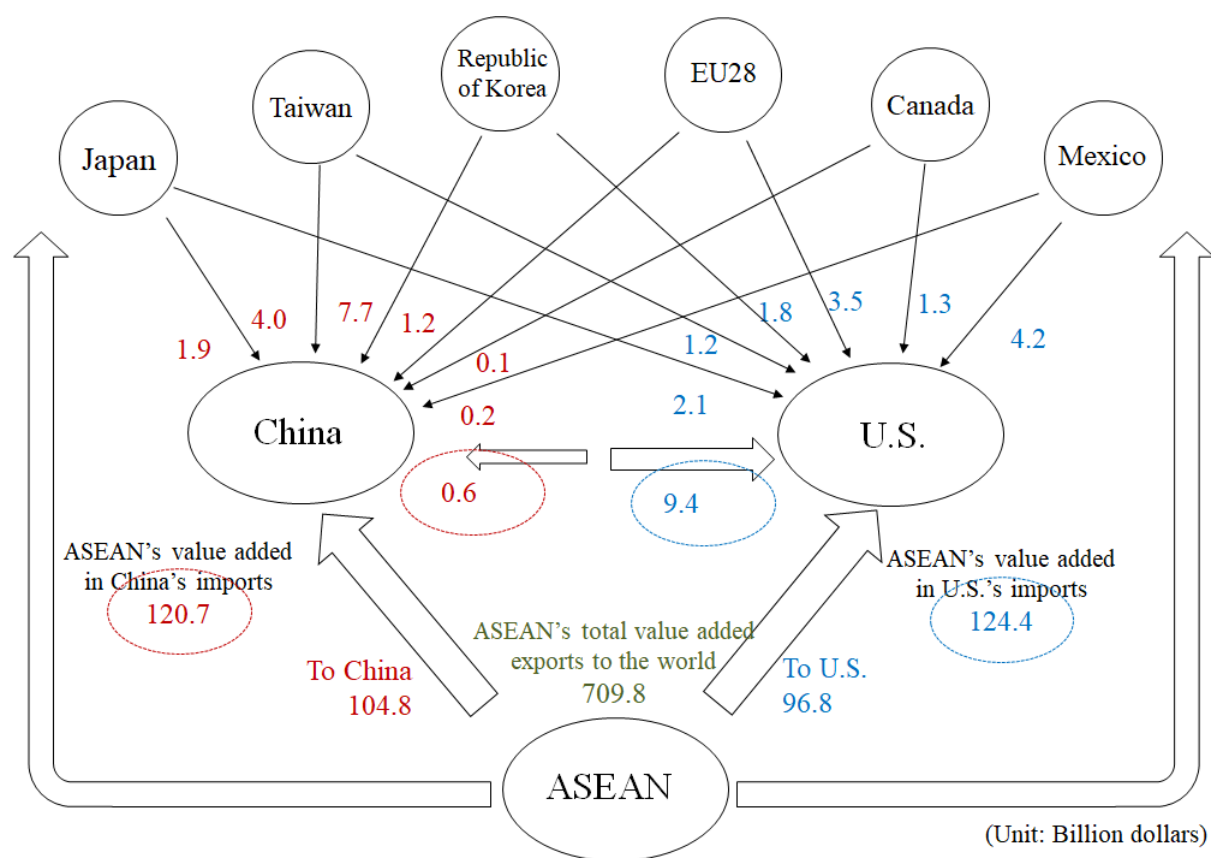 Republic
of Korea
EU28
Taiwan
Canada
Japan
Mexico
1.9
4.0
7.7
1.2
0.1
0.2
1.2
1.8
3.5
1.3
4.2
2.1
China
U.S.
0.6
9.4
ASEAN's value added
in China's imports
120.7
ASEAN's value added
in U.S.'s imports
124.4
ASEAN's total value added
exports to the world
709.8
To China
104.8
To U.S.
96.8
ASEAN
(Unit: Billion dollars)